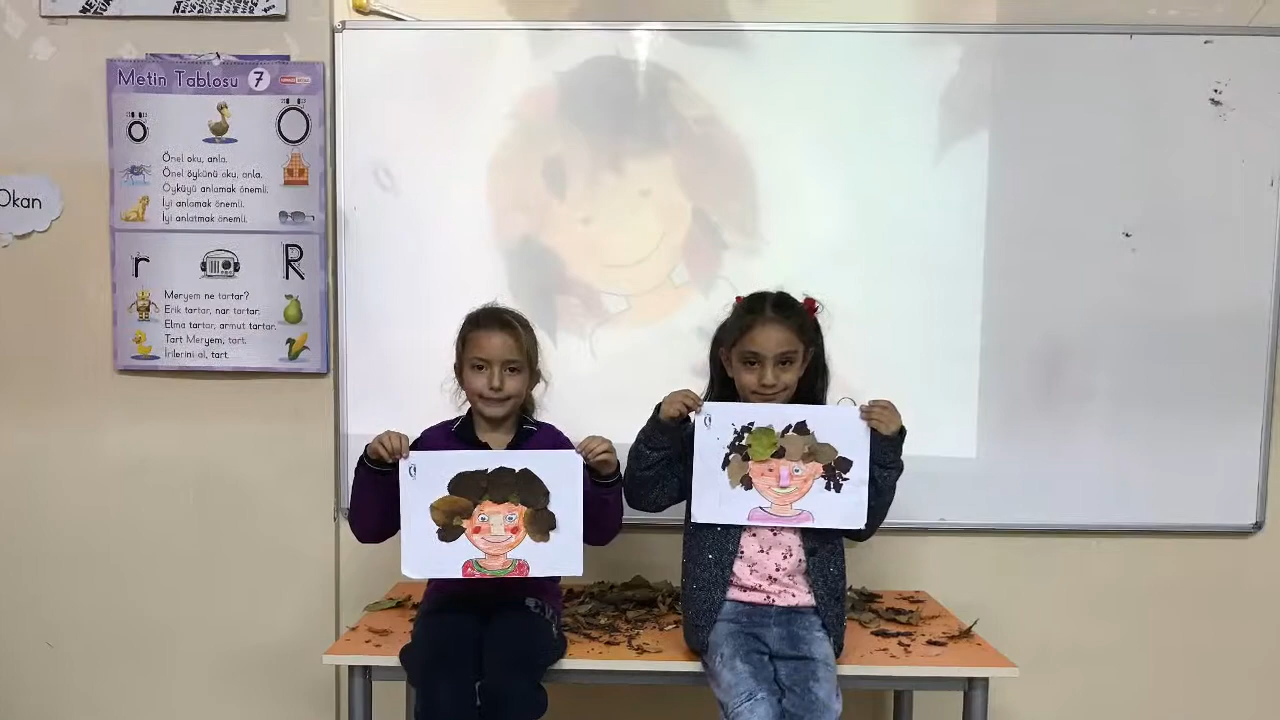 Metin Tablosu 7
ö Ö
Önel oku, anla.
Önel öykünü oku, anla.
Öyküyü anlamak önemli.
İyi anlamak önemli.
İyi anlatmak önemli.
r R
Meryem ne tartar?
Erik tartar, nar tartar.
Elma tartar, armut tartar.
Tart Meryem, tart.
İrilerini al, tart.
Okan